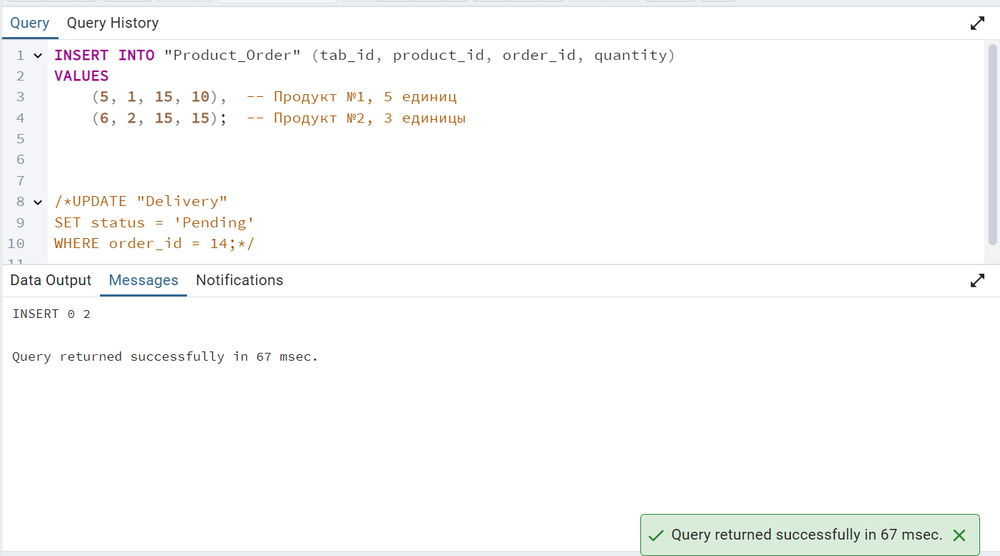 Query Query History
1 INSERT INTO "Product_Order" (tab_id, product_id, order_id, quantity)
2 VALUES
3 (5, 1, 15, 10), -- Продукт №1, 5 единиц
4 (6, 2, 15, 15); -- Продукт №2, 3 единицы
5
6
7
8 /*UPDATE "Delivery"
9 SET status = 'Pending'
10 WHERE order_id = 14;*/
11
Data Output Messages Notifications
INSERT 0 2
Query returned successfully in 67 msec.
Query returned successfully in 67 msec.